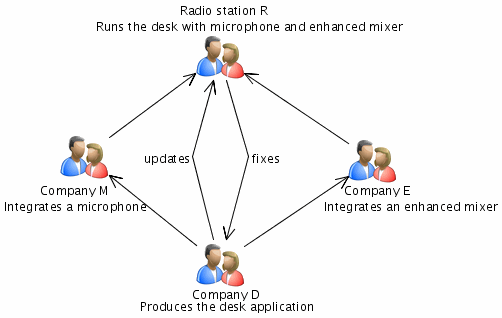 Radio station R
Runs the desk with microphone and enhanced mixer
updates
fixes
Company M
Integrates a microphone
Company E
Integrates an enhanced mixer
Company D
Produces the desk application